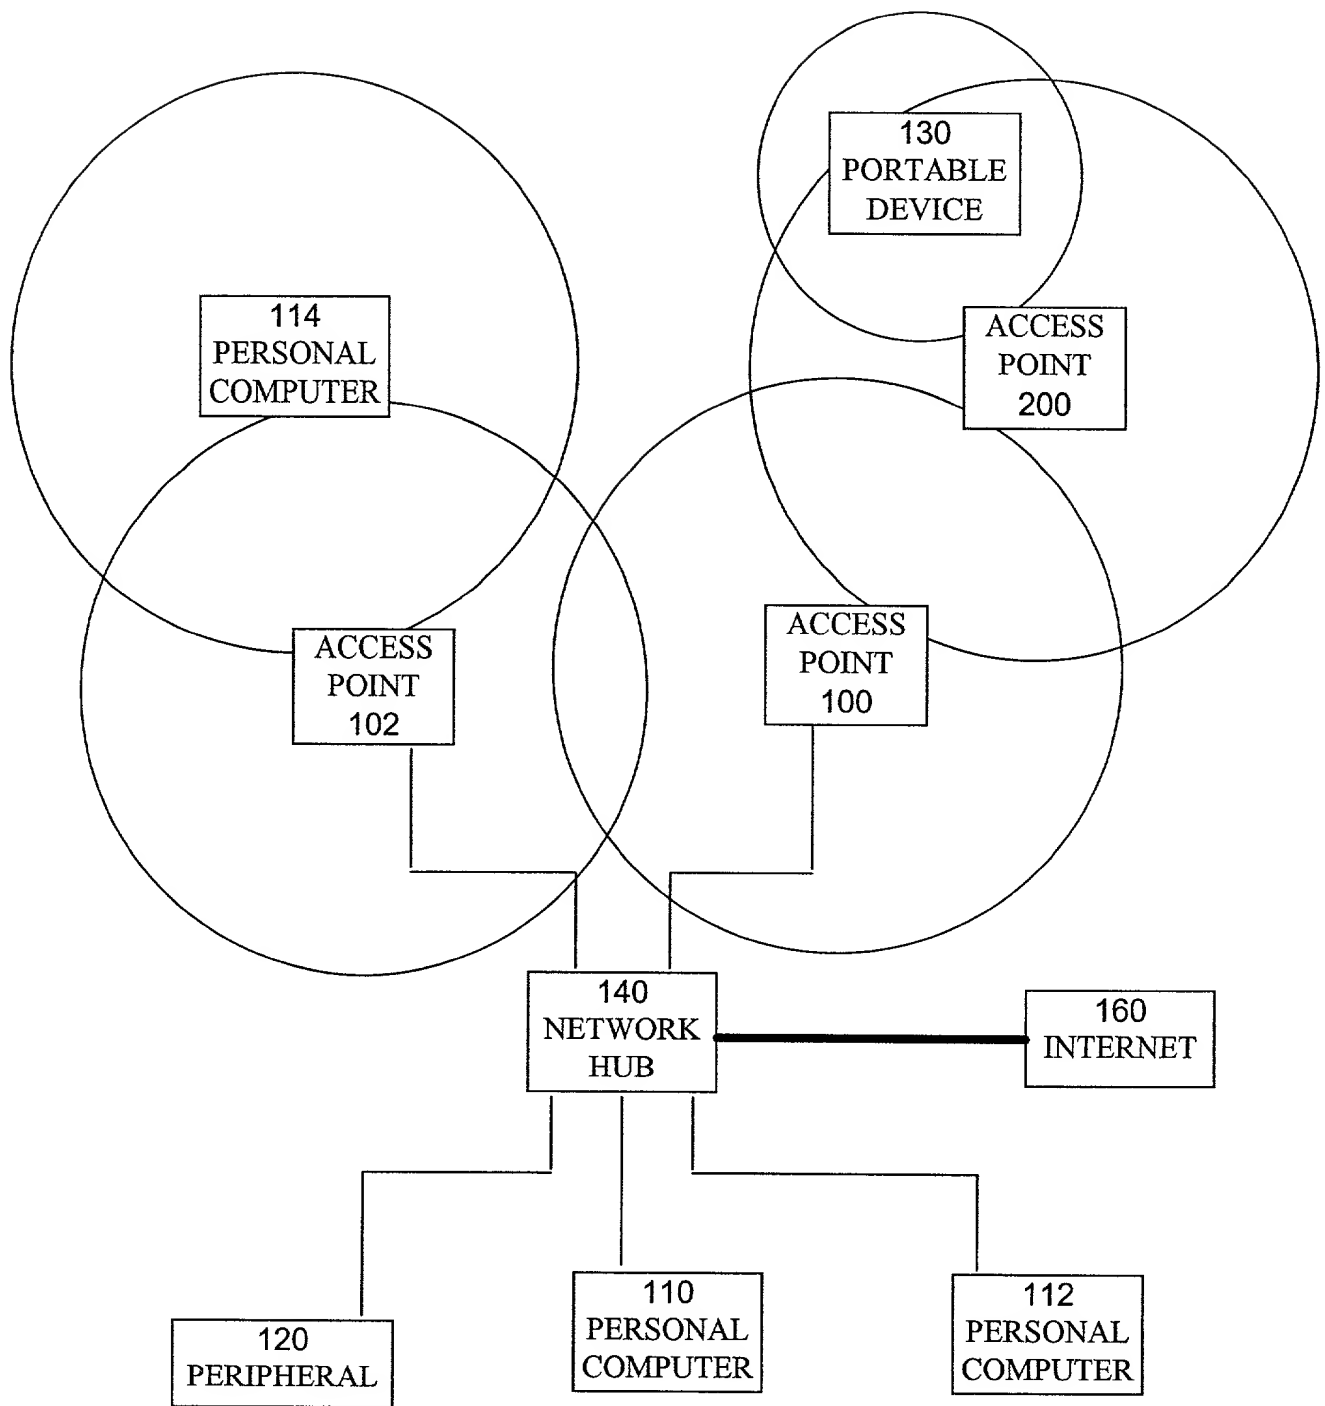 130
PORTABLE
DEVICE
114
PERSONAL
COMPUTER
ACCESS
POINT
200
ACCESS
POINT
102
ACCESS
POINT
100
140
NETWORK
HUB
160
INTERNET
120
PERIPHERAL
110
PERSONAL
COMPUTER
112
PERSONAL
COMPUTER